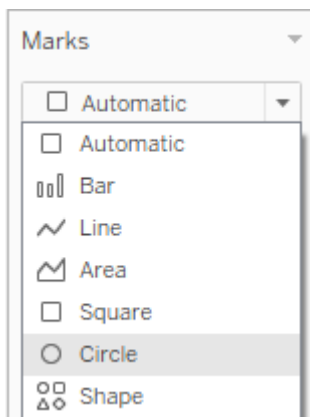 Marks
Automatic
Automatic
Bar
Line
Area
Square
Circle
Shape